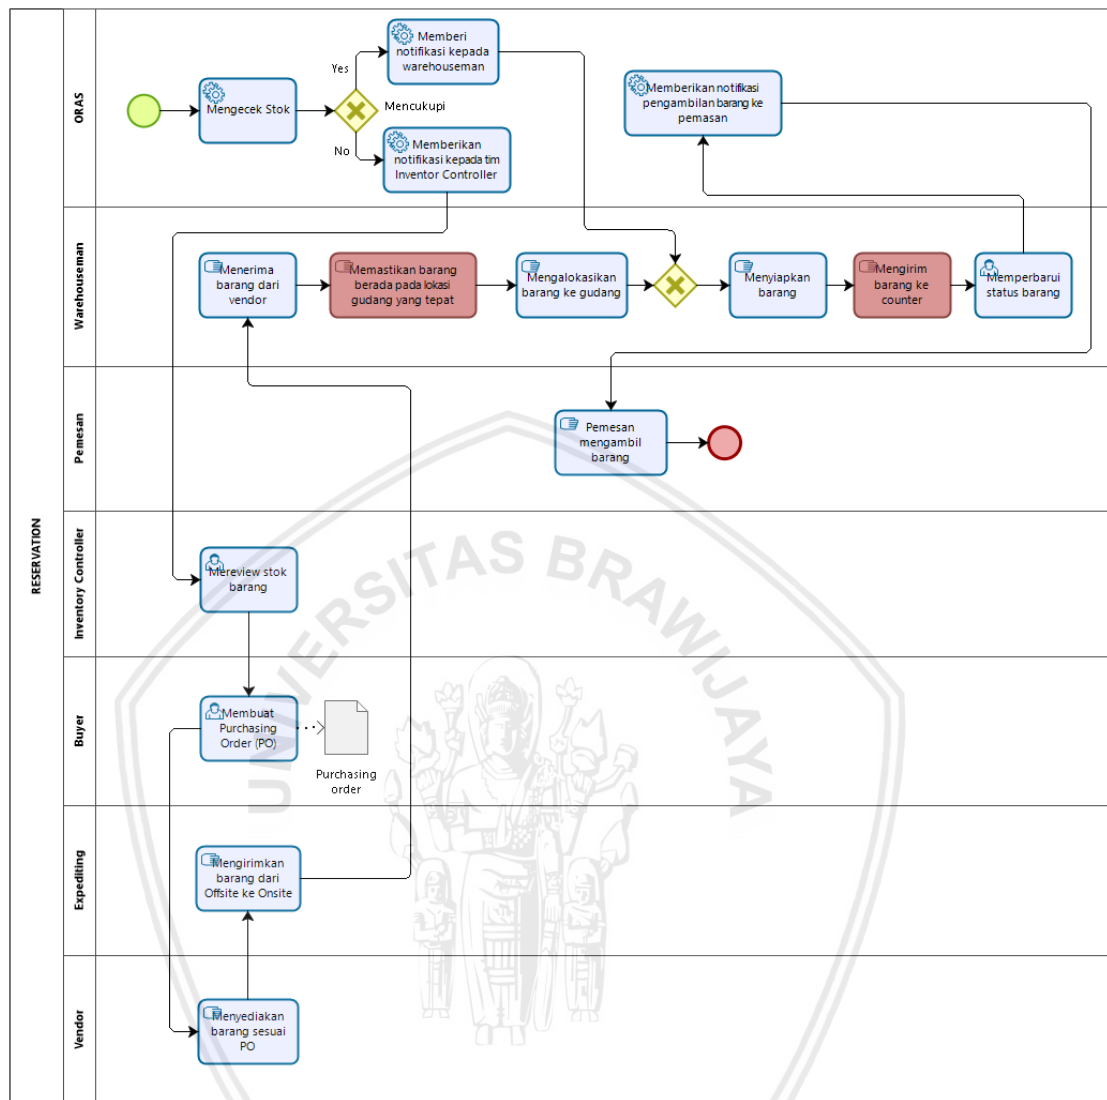 RESERVATION
ORAS
Mengecek Stok
Yes
No
Mencukupi
Memberi
notifikasi kepada
warehouseman
Memberikan
notifikasi kepada tim
Inventor Controller
Memberikan notifikasi
pengambilan barang ke
pemasan
Warehouseman
Menerima
barang dari
vendor
Memastikan barang
berada pada lokasi
gudang yang tepat
Mengalokasikan
barang ke gudang
Menyiapkan
barang
Mengirim
barang ke
counter
Memperbarui
status barang
Pemesan
Pemesan
mengambil
barang
Inventory Controller
Mereview stok
barang
Buyer
Membuat
Purchasing
Order (PO)
Purchasing
order
Expediting
Mengirimkan
barang dari
Offsite ke Onsite
Vendor
Menyediakan
barang sesuai
PO
UNIVERSITAS BRAWIJAYA